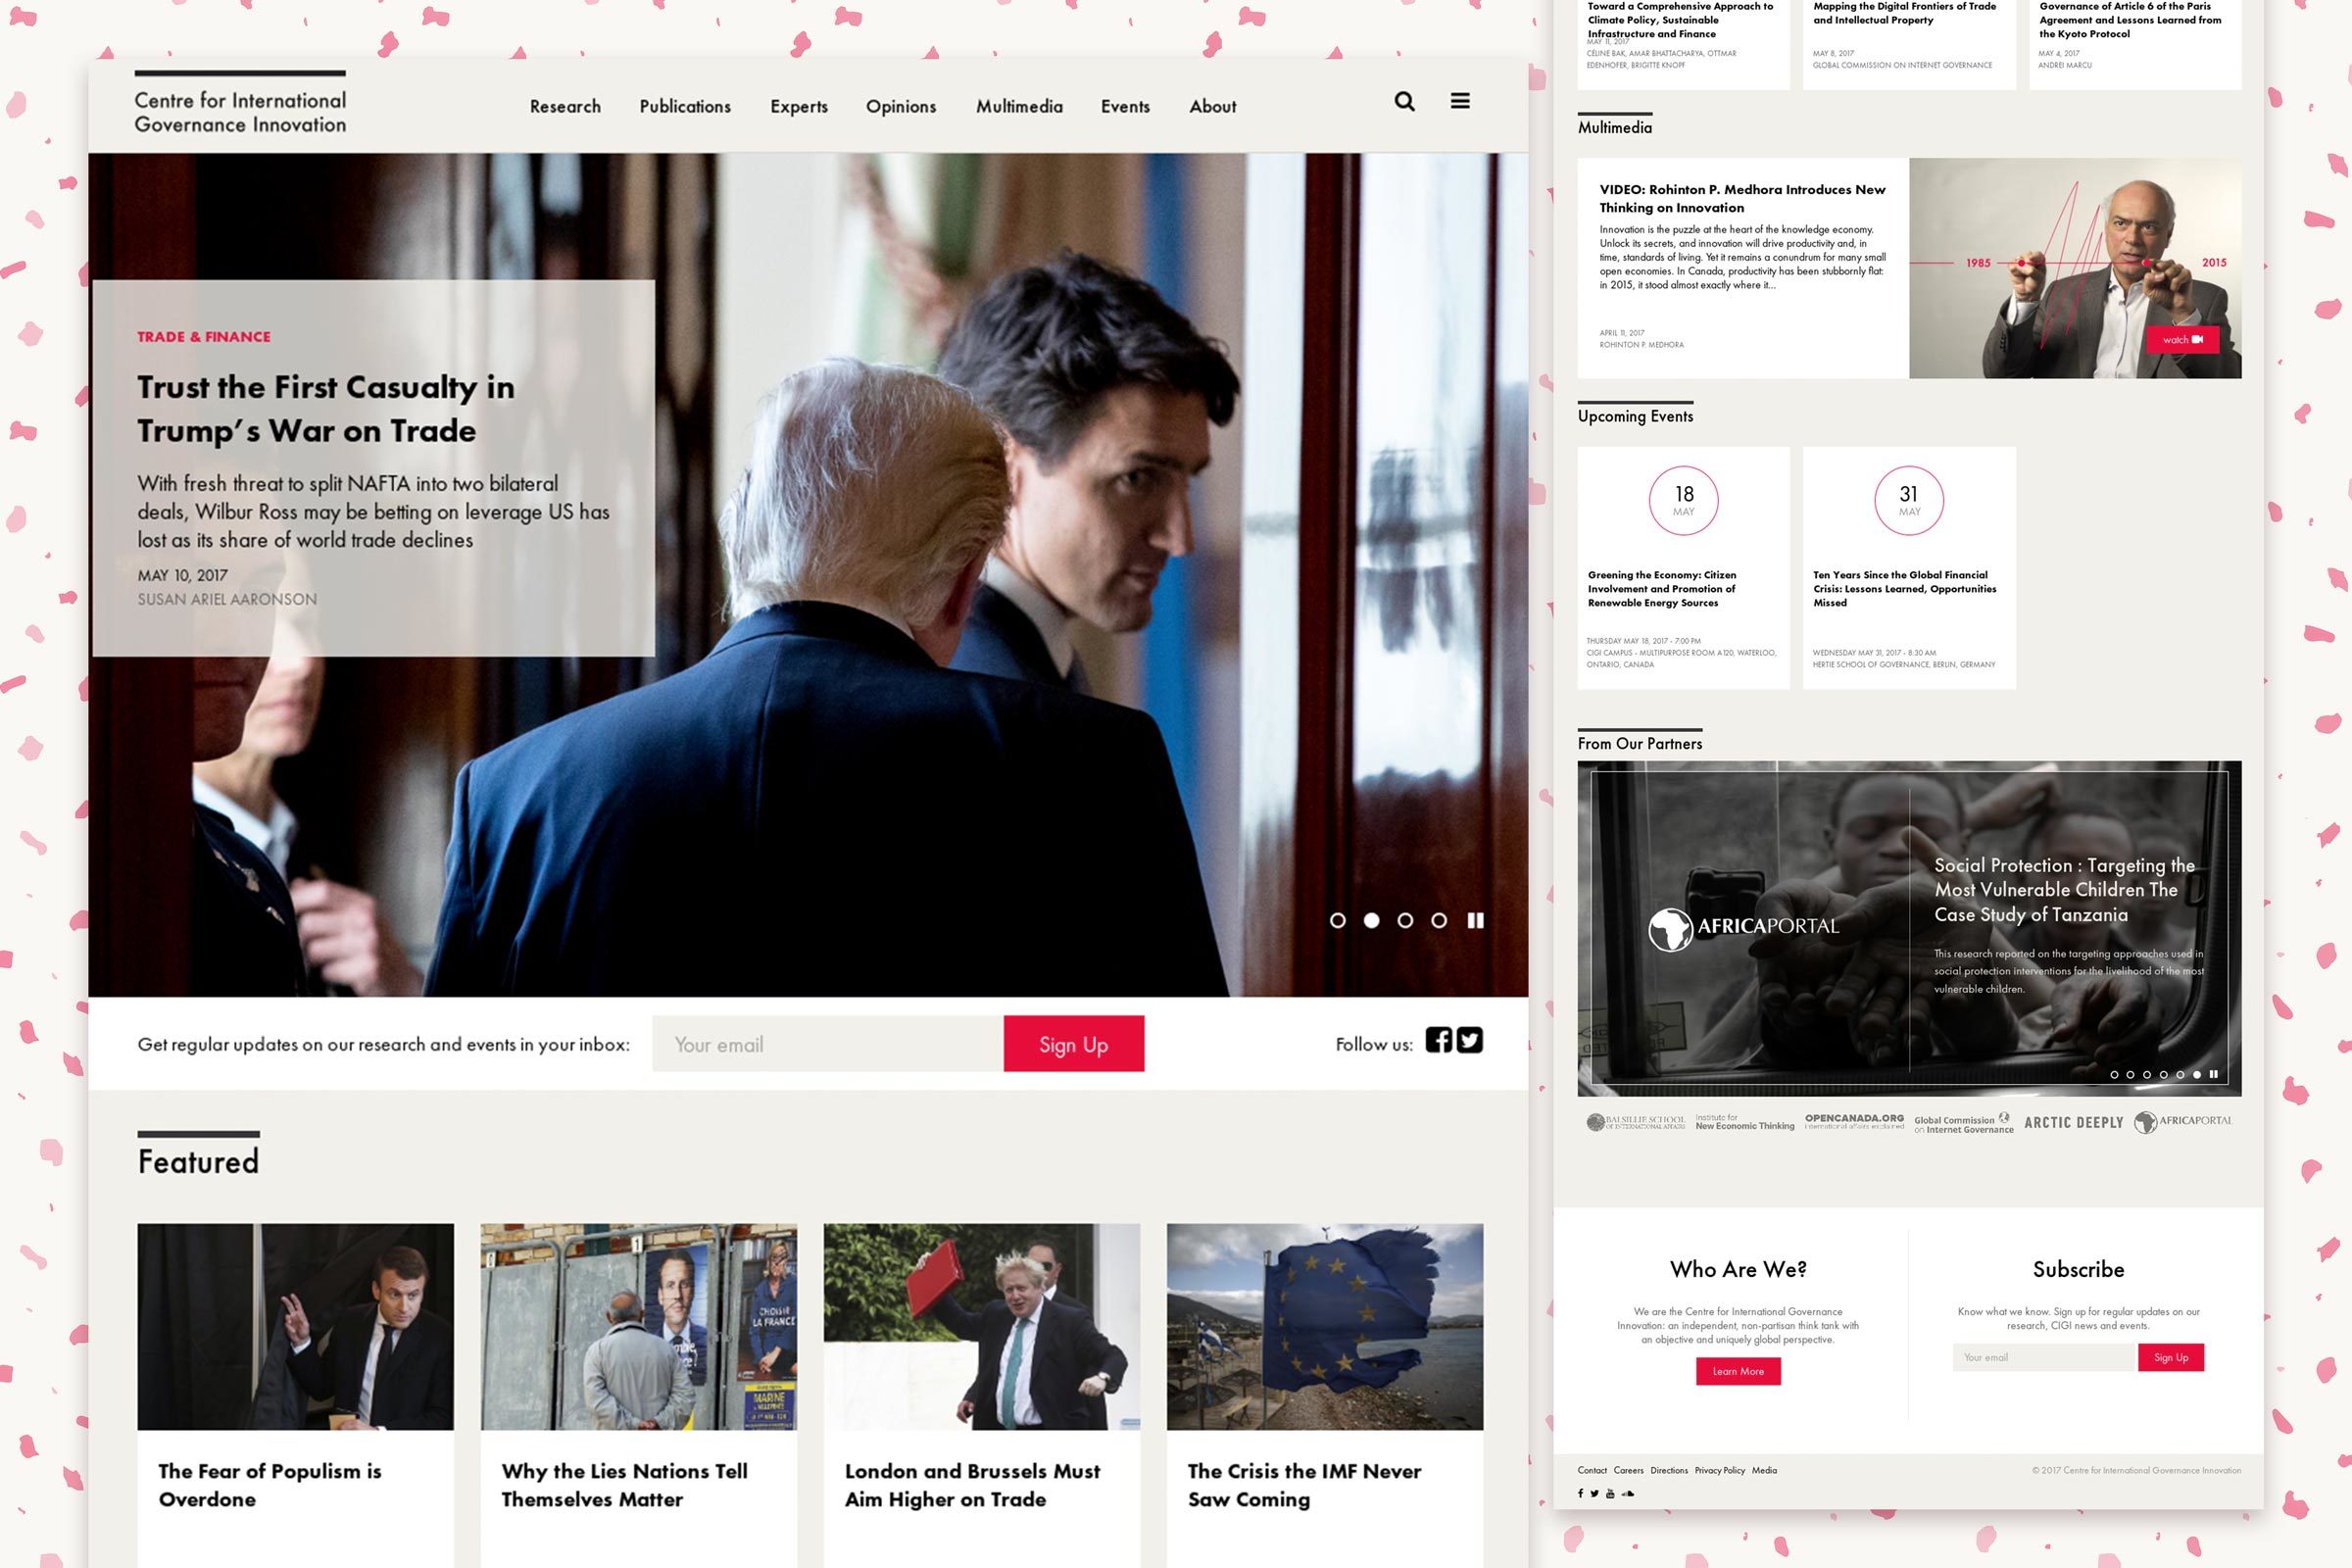 Centre for International
Governance Innovation
Research Publications Experts Opinions Multimedia Events About
TRADE & FINANCE
Trust the First Casualty in
Trump's War on Trade
With fresh threat to split NAFTA into two bilateral
deals, Wilbur Ross may be betting on leverage US has
lost as its share of world trade declines
MAY 10, 2017
SUSAN ARIEL AARONSON
Get regular updates on our research and events in your inbox:
Your email
Sign Up
Follow us:
Featured
CHOISIR
LA FRANCE
MARINE
The Fear of Populism is
Overdone
Why the Lies Nations Tell
Themselves Matter
London and Brussels Must
Aim Higher on Trade
The Crisis the IMF Never
Saw Coming
Toward a Comprehensive Approach to
Climate Policy, Sustainable
Infrastructure and Finance
MAY 11, 2017
CÉLINE BAK, AMAR BHATTACHARYA, OTTMAR
EDENHOFER, BRIGITTE KNOPF
Mapping the Digital Frontiers of Trade
and Intellectual Property
MAY 8, 2017
GLOBAL COMMISSION ON INTERNET GOVERNANCE
Governance of Article 6 of the Paris
Agreement and Lessons Learned from
the Kyoto Protocol
MAY 4, 2017
ANDREI MARCU
Multimedia
VIDEO: Rohinton P. Medhora Introduces New
Thinking on Innovation
Innovation is the puzzle at the heart of the knowledge economy.
Unlock its secrets, and innovation will drive productivity and, in
time, standards of living. Yet it remains a conundrum for many small
open economies. In Canada, productivity has been stubbornly flat:
in 2015, it stood almost exactly where it...
APRIL 11, 2017
ROHINTON P. MEDHORA
1985
2015
watch
Upcoming Events
18
MAY
Greening the Economy: Citizen
Involvement and Promotion of
Renewable Energy Sources
THURSDAY MAY 18, 2017 - 7:00 PM
CIGI CAMPUS - MULTIPURPOSE ROOM A120, WATERLOO,
ONTARIO, CANADA
31
MAY
Ten Years Since the Global Financial
Crisis: Lessons Learned, Opportunities
Missed
WEDNESDAY MAY 31, 2017 - 8:30 AM
HERTIE SCHOOL OF GOVERNANCE, BERLIN, GERMANY
From Our Partners
AFRICAPORTAL
Social Protection : Targeting the
Most Vulnerable Children The
Case Study of Tanzania
This research reported on the targeting approaches used in
social protection interventions for the livelihood of the most
vulnerable children.
BALSILLIE SCHOOL
OF INTERNATIONAL AFFAIRS
Institute for
New Economic Thinking
OPENCANADA.ORG
international affairs explained
Global Commission
on Internet Governance
ARCTIC DEEPLY
AFRICAPORTAL
Who Are We?
We are the Centre for International Governance
Innovation: an independent, non-partisan think tank with
an objective and uniquely global perspective.
Learn More
Subscribe
Know what we know. Sign up for regular updates on our
research, CIGI news and events.
Your email
Sign Up
Contact Careers Directions Privacy Policy Media
© 2017 Centre for International Governance Innovation